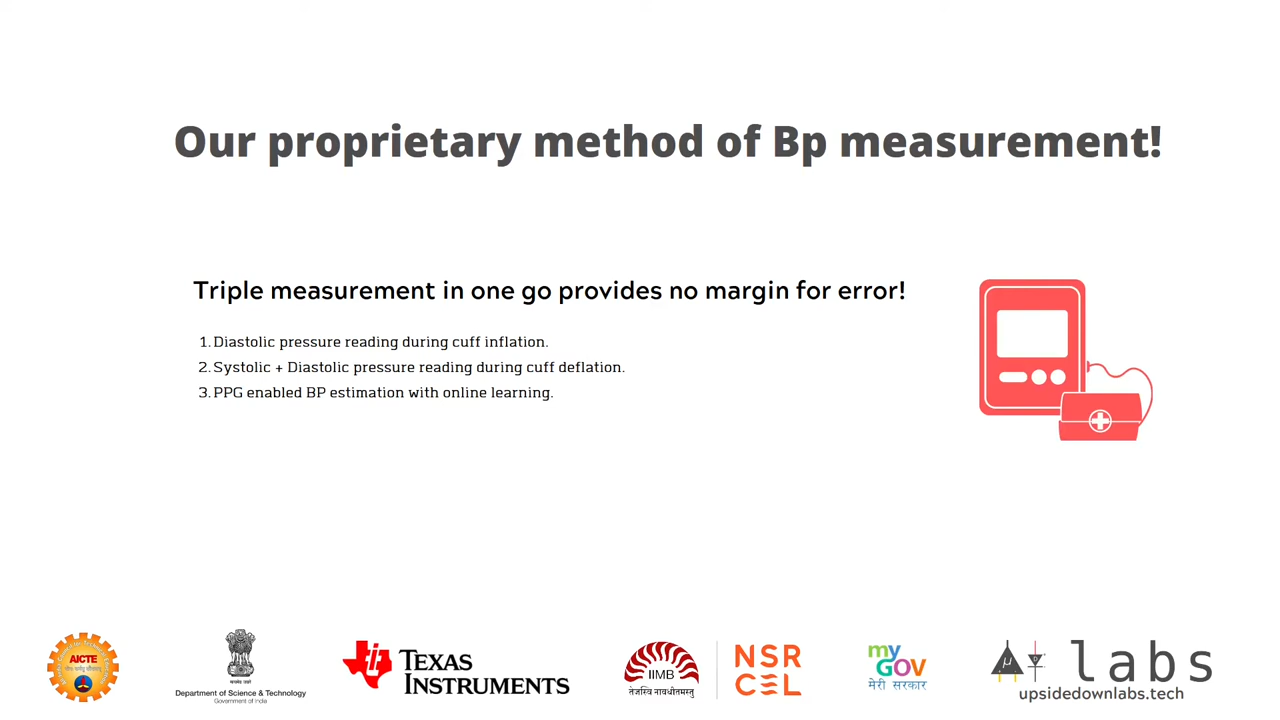 Our proprietary method of Bp measurement!
Triple measurement in one go provides no margin for error!
1. Diastolic pressure reading during cuff inflation.
2. Systolic + Diastolic pressure reading during cuff deflation.
3. PPG enabled BP estimation with online learning.
AICTE
Department of Science & Technology
Government of India
TEXAS
INSTRUMENTS
IIMB
तेजस्वि नावधीतमस्तु
NSR
CEL
my
GOV
मेरी सरकार
μ
labs
upsidedownlabs.tech